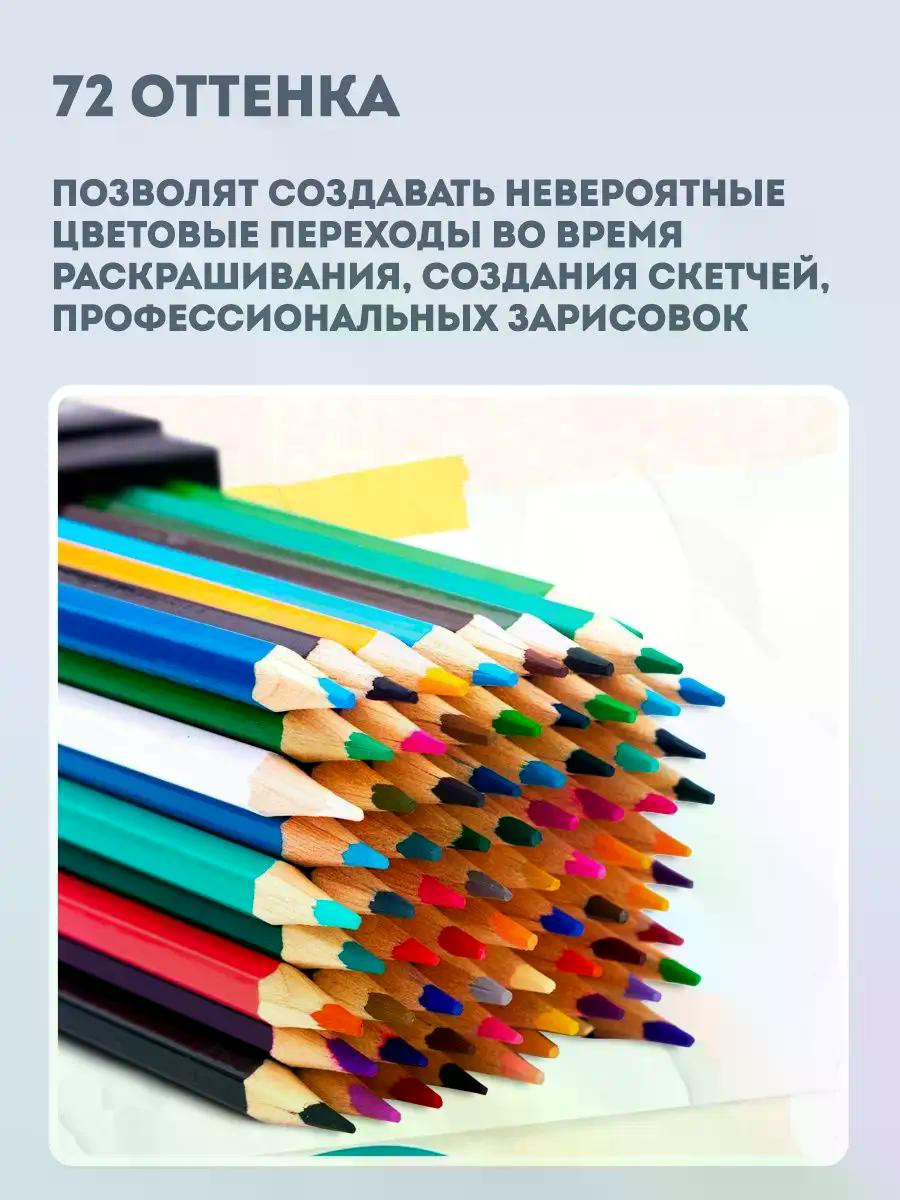 72 ОТТЕНКА
ПОЗВОЛЯТ СОЗДАВАТЬ НЕВЕРОЯТНЫЕ
ЦВЕТОВЫЕ ПЕРЕХОДЫ ВО ВРЕМЯ
РАСКРАШИВАНИЯ, СОЗДАНИЯ СКЕТЧЕЙ,
ПРОФЕССИОНАЛЬНЫХ ЗАРИСОВОК